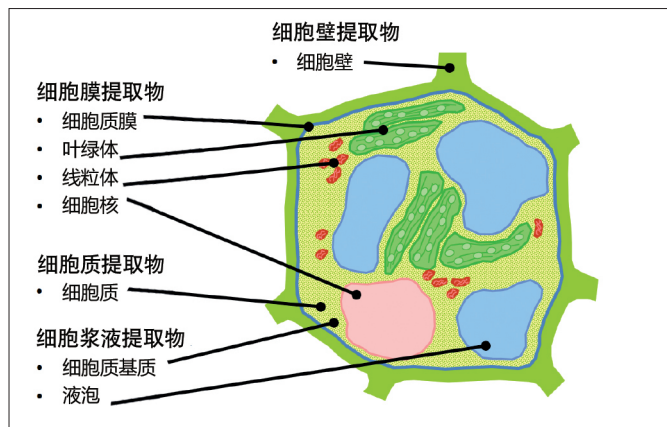 细胞壁提取物
• 细胞壁
细胞膜提取物
• 细胞质膜
• 叶绿体
• 线粒体
• 细胞核
细胞质提取物
• 细胞质
细胞浆液提取物
• 细胞质基质
• 液泡